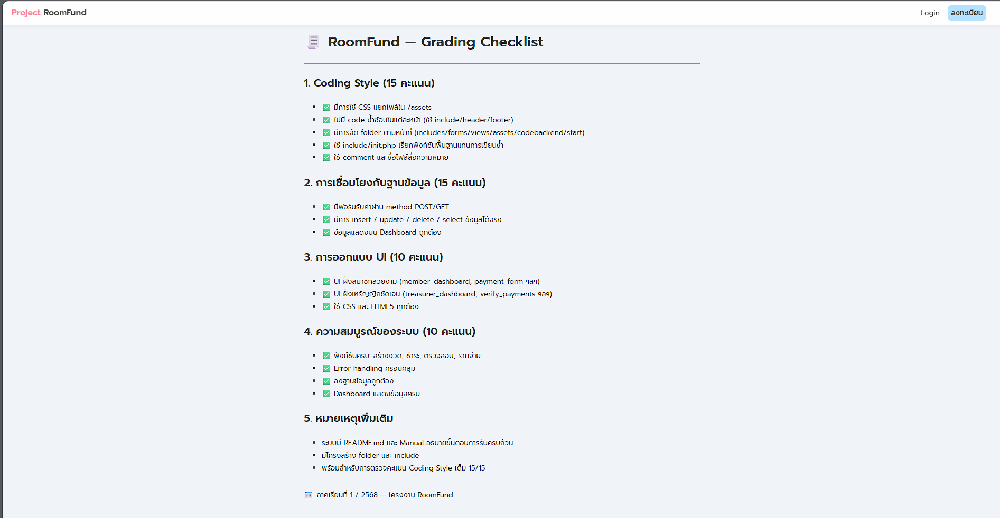 Project RoomFund
Login
ลงทะเบียน
RoomFund — Grading Checklist
1. Coding Style (15 คะแนน)
• ✅ มีการใช้ CSS แยกไฟล์ใน /assets
• ✅ ไม่มี code ซ้ำซ้อนในแต่ละหน้า (ใช้ include/header/footer)
• ✅ มีการจัด folder ตามหน้าที่ (includes/forms/views/assets/codebackend/start)
• ✅ ใช้ include/init.php เรียกฟังก์ชันพื้นฐานแทนการเขียนซ้ำ
• ✅ ใช้ comment และชื่อไฟล์สื่อความหมาย
2. การเชื่อมโยงกับฐานข้อมูล (15 คะแนน)
• ✅ มีฟอร์มรับค่าผ่าน method POST/GET
• ✅ มีการ insert / update / delete / select ข้อมูลได้จริง
• ✅ ข้อมูลแสดงบน Dashboard ถูกต้อง
3. การออกแบบ UI (10 คะแนน)
• ✅ UI ฝั่งสมาชิกสวยงาม (member_dashboard, payment_form ฯลฯ)
• ✅ UI ฝั่งเหรัญญิกชัดเจน (treasurer_dashboard, verify_payments ฯลฯ)
• ✅ ใช้ CSS และ HTML5 ถูกต้อง
4. ความสมบูรณ์ของระบบ (10 คะแนน)
• ✅ ฟังก์ชันครบ: สร้างงวด, ชำระ, ตรวจสอบ, รายจ่าย
• ✅ Error handling ครอบคลุม
• ✅ ลงฐานข้อมูลถูกต้อง
• ✅ Dashboard แสดงข้อมูลครบ
5. หมายเหตุเพิ่มเติม
• ระบบมี README.md และ Manual อธิบายขั้นตอนการรันครบถ้วน
• มีโครงสร้าง folder และ include
• พร้อมสำหรับการตรวจคะแนน Coding Style เต็ม 15/15
ภาคเรียนที่ 1 / 2568 — โครงงาน RoomFund